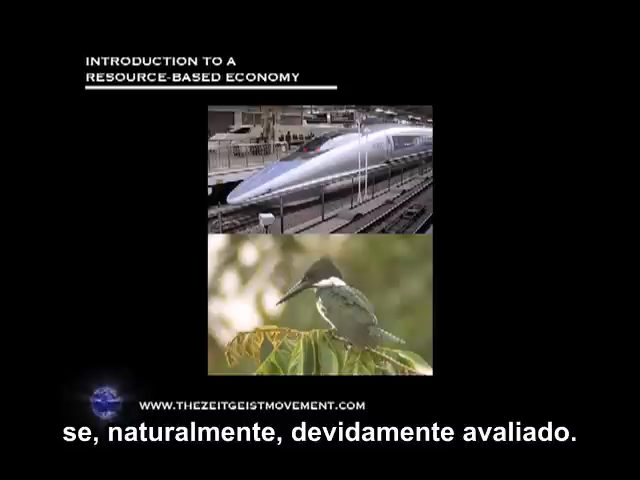 INTRODUCTION TO A
RESOURCE-BASED ECONOMY
WWW.THEZEITGEISTMOVEMENT.COM
se, naturalmente, devidamente avaliado.